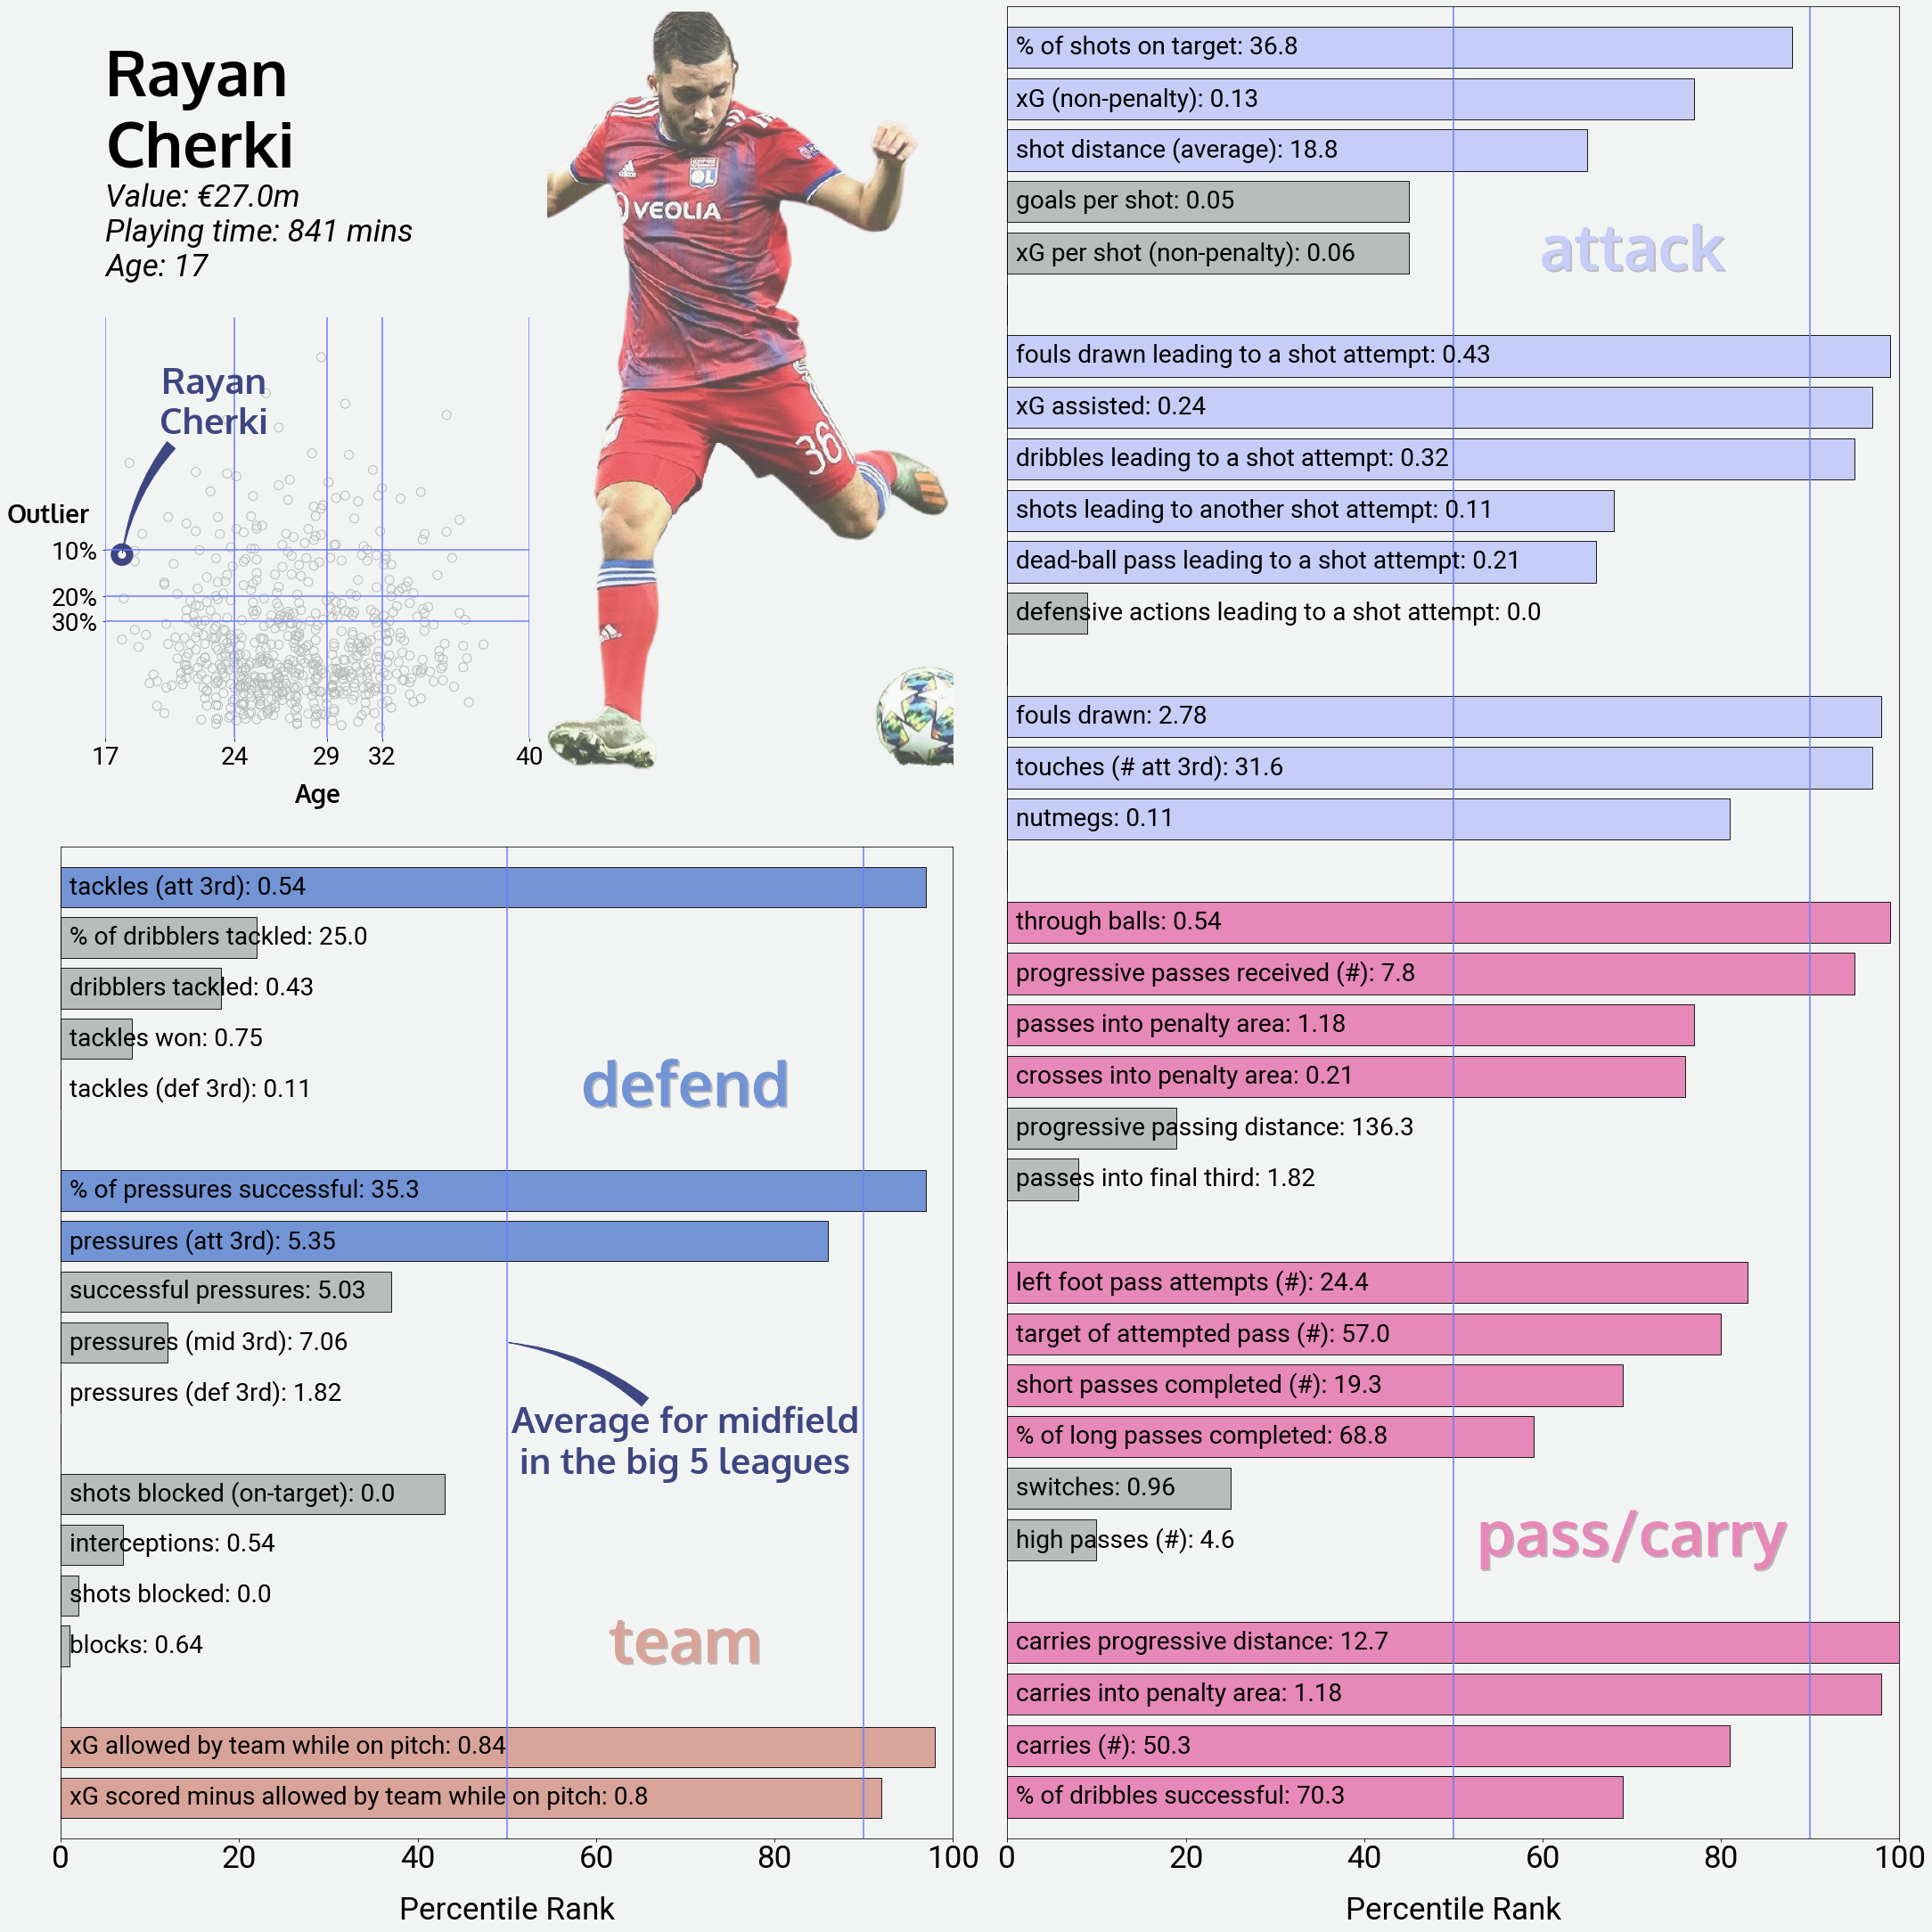 Rayan
Cherki
Value: €27.0m
Playing time: 841 mins
Age: 17
VEOLIA
OL
36
Rayan
Cherki
Outlier
10%
20%
30%
17
24
29
32
40
Age
tackles (att 3rd): 0.54
% of dribblers tackled: 25.0
dribblers tackled: 0.43
tackles won: 0.75
tackles (def 3rd): 0.11
defend
% of pressures successful: 35.3
pressures (att 3rd): 5.35
successful pressures: 5.03
pressures (mid 3rd): 7.06
pressures (def 3rd): 1.82
Average for midfield
in the big 5 leagues
shots blocked (on-target): 0.0
interceptions: 0.54
shots blocked: 0.0
blocks: 0.64
team
xG allowed by team while on pitch: 0.84
xG scored minus allowed by team while on pitch: 0.8
0
20
40
60
80
100
Percentile Rank
% of shots on target: 36.8
xG (non-penalty): 0.13
shot distance (average): 18.8
goals per shot: 0.05
xG per shot (non-penalty): 0.06
attack
fouls drawn leading to a shot attempt: 0.43
xG assisted: 0.24
dribbles leading to a shot attempt: 0.32
shots leading to another shot attempt: 0.11
dead-ball pass leading to a shot attempt: 0.21
defensive actions leading to a shot attempt: 0.0
fouls drawn: 2.78
touches (# att 3rd): 31.6
nutmegs: 0.11
through balls: 0.54
progressive passes received (#): 7.8
passes into penalty area: 1.18
crosses into penalty area: 0.21
progressive passing distance: 136.3
passes into final third: 1.82
left foot pass attempts (#): 24.4
target of attempted pass (#): 57.0
short passes completed (#): 19.3
% of long passes completed: 68.8
switches: 0.96
high passes (#): 4.6
pass/carry
carries progressive distance: 12.7
carries into penalty area: 1.18
carries (#): 50.3
% of dribbles successful: 70.3
0
20
40
60
80
100
Percentile Rank